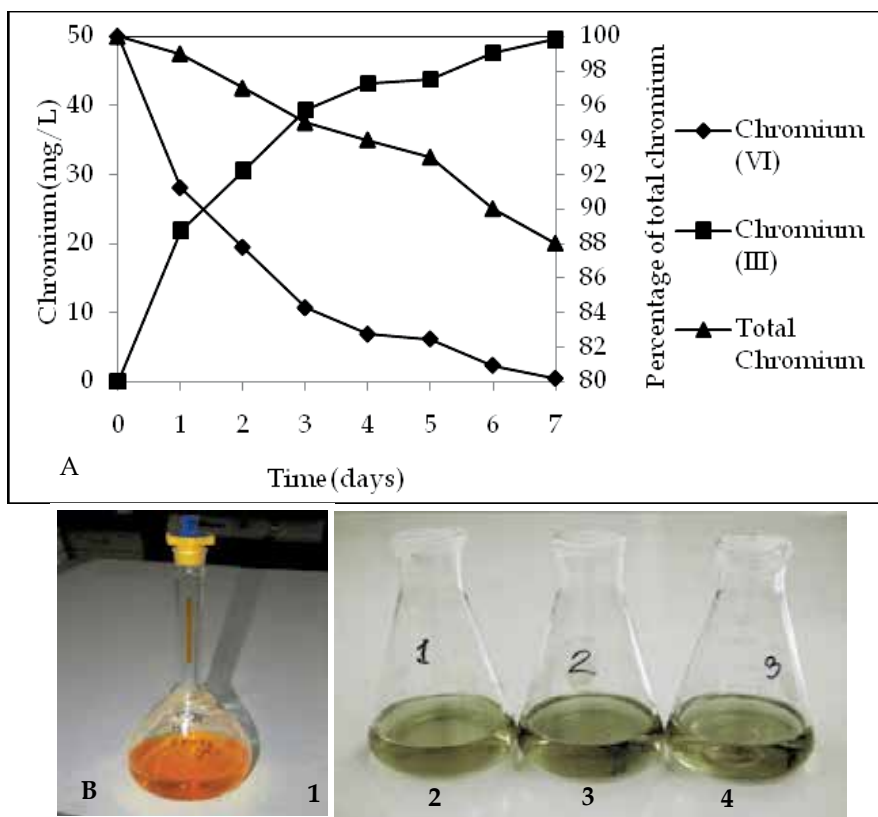 50
40
30
20
10
0
Chromium(mg/L)
100
98
96
94
92
90
88
86
84
82
80
Percentage of total chromium
0 1 2 3 4 5 6 7
Time(days)
Chromium
(VI)
Chromium
(III)
Total
Chromium
A
B 1
1 2 3
2 3 4